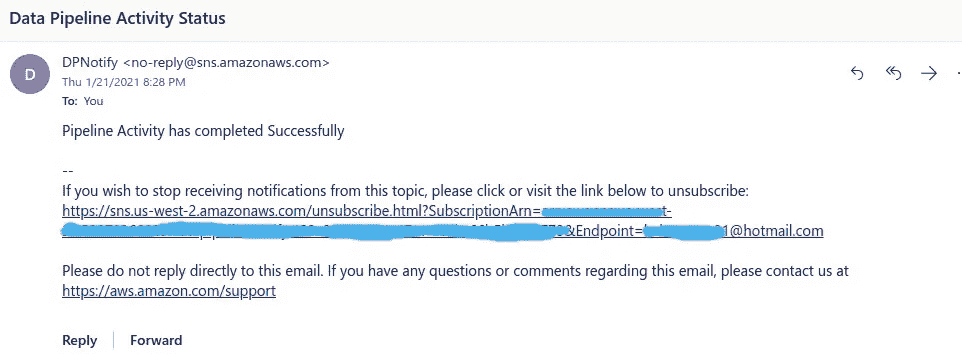 Data Pipeline Activity Status
D
DPNotify <no-reply@sns.amazonaws.com>
Thu 1/21/2021 8:28 PM
To: You
Pipeline Activity has completed Successfully
--
If you wish to stop receiving notifications from this topic, please click or visit the link below to unsubscribe:
https://sns.us-west-2.amazonaws.com/unsubscribe.html?SubscriptionArn=
&Endpoint= 1@hotmail.com
Please do not reply directly to this email. If you have any questions or comments regarding this email, please contact us at
https://aws.amazon.com/support
Reply
Forward